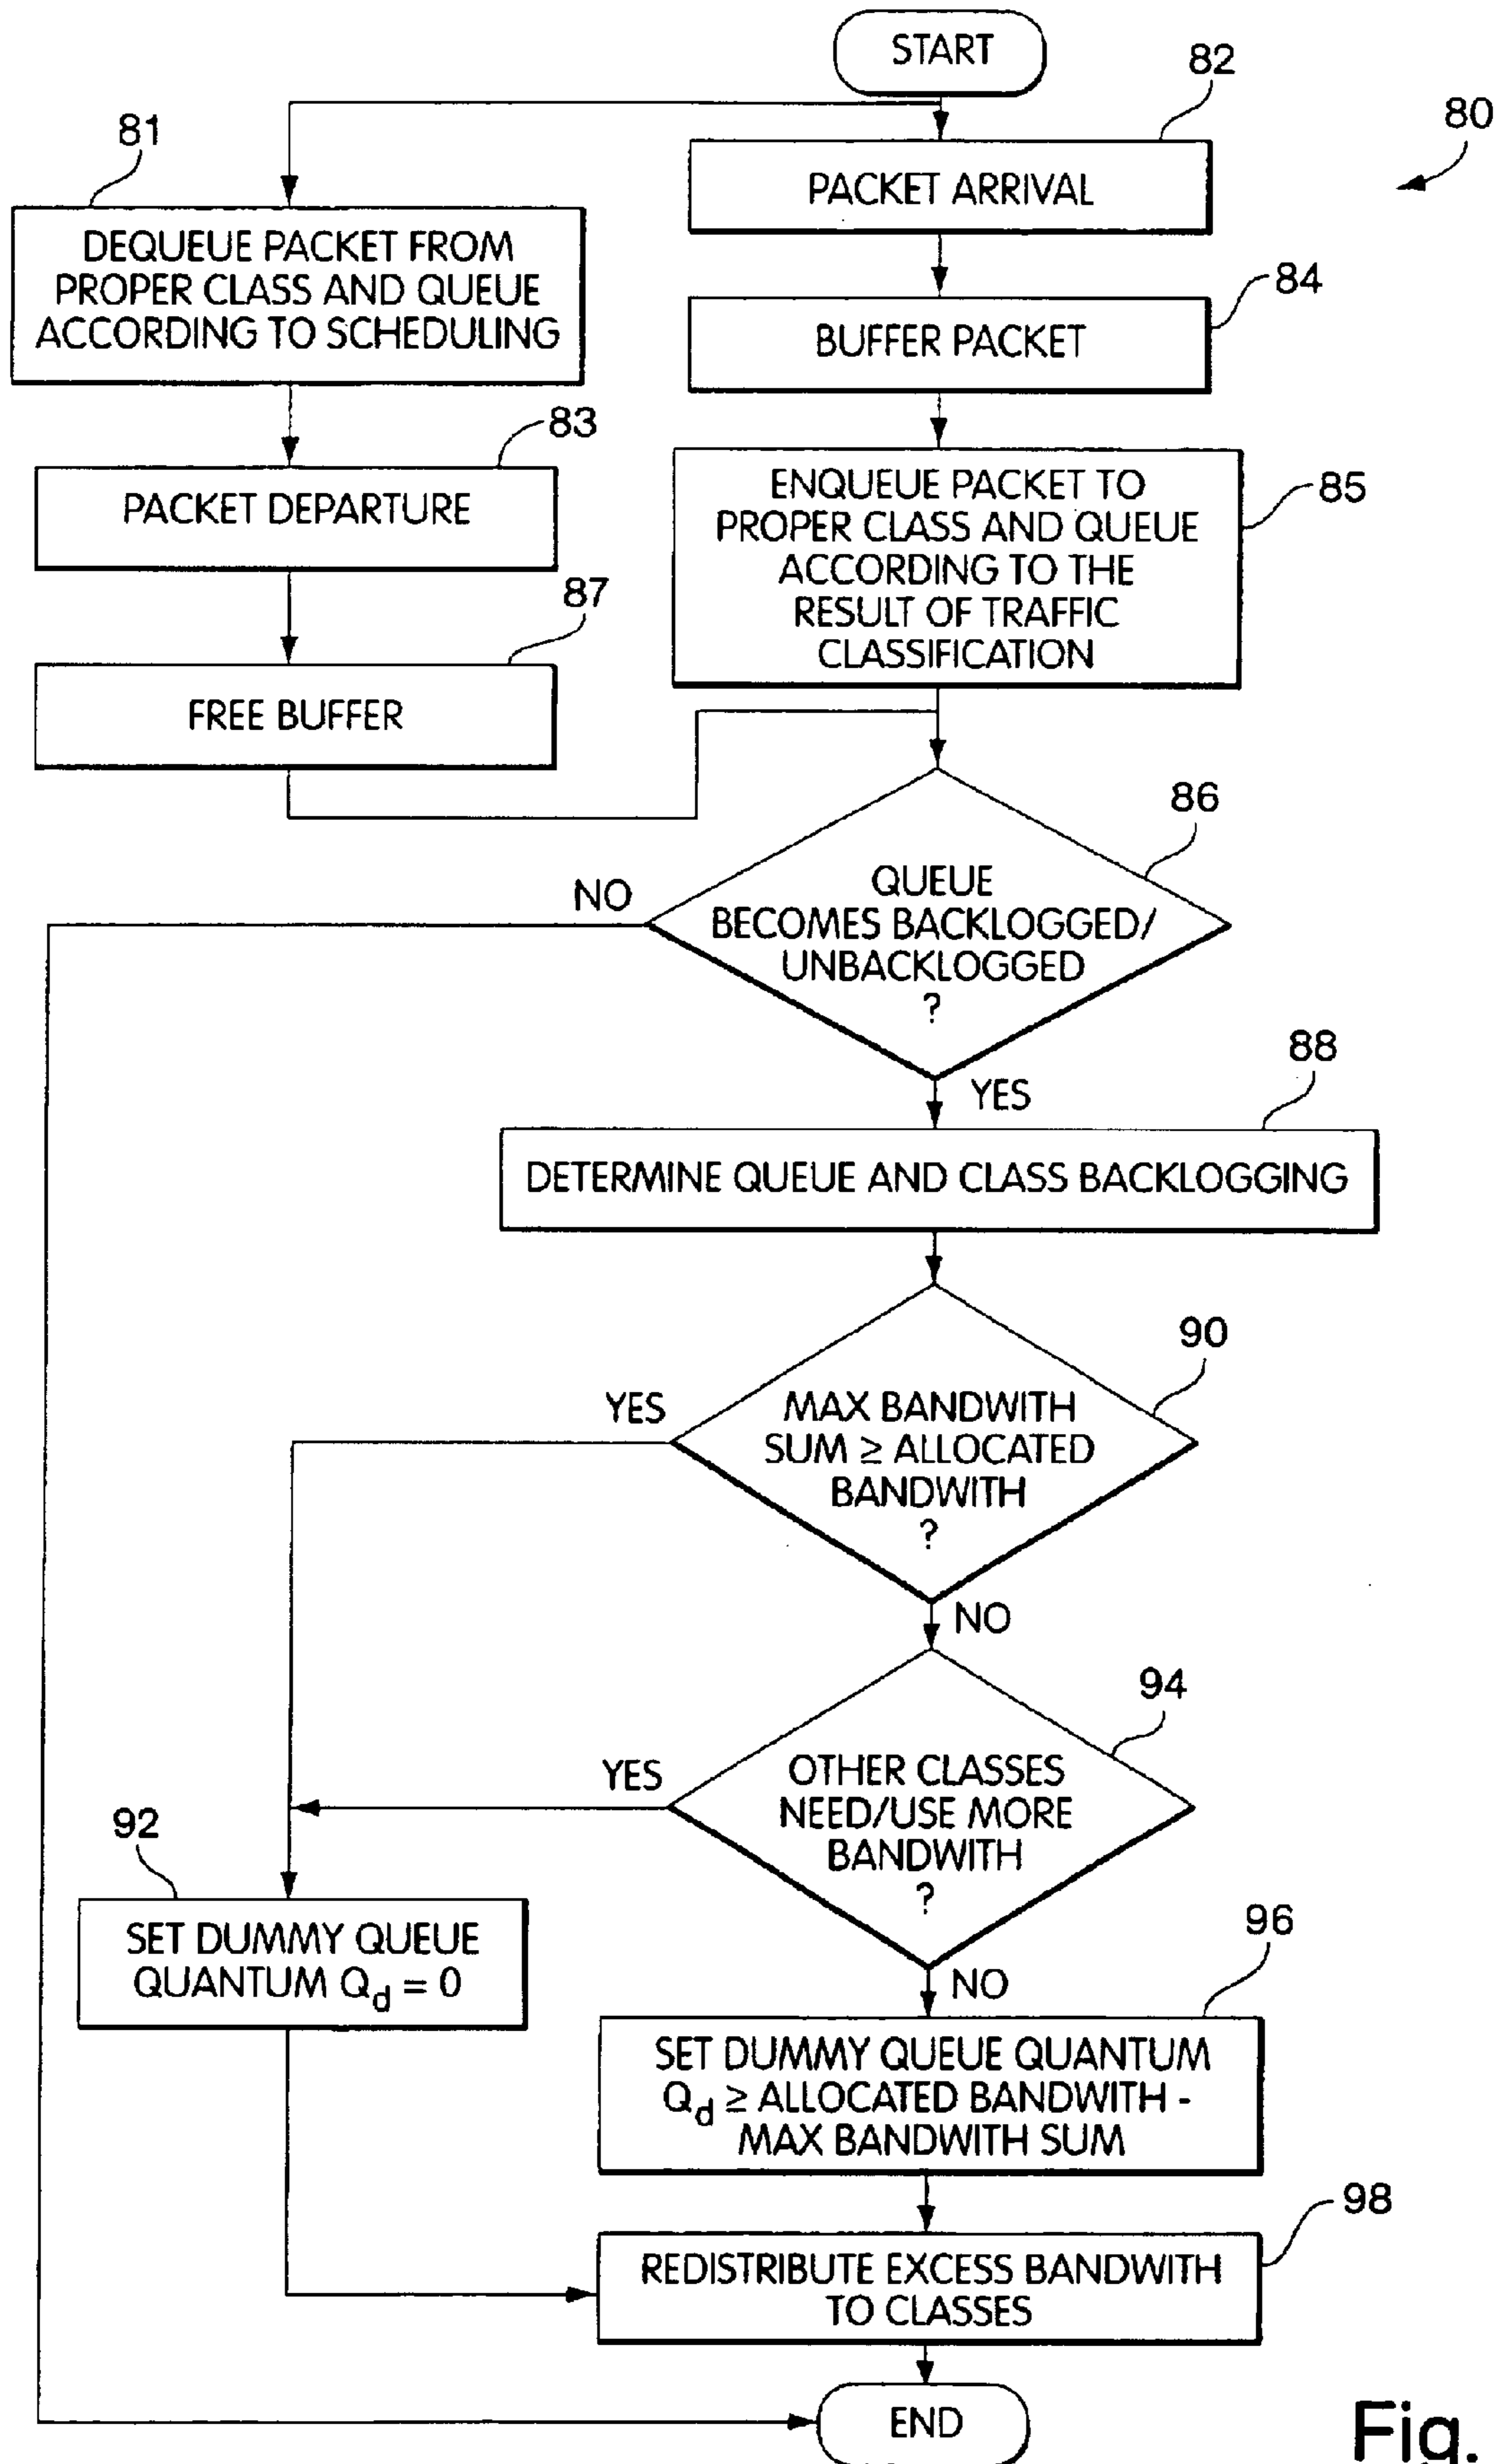 START
82
80
81
PACKET ARRIVAL
DEQUEUE PACKET FROM
PROPER CLASS AND QUEUE
ACCORDING TO SCHEDULING
84
BUFFER PACKET
83
PACKET DEPARTURE
85
ENQUEUE PACKET TO
PROPER CLASS AND QUEUE
ACCORDING TO THE
RESULT OF TRAFFIC
CLASSIFICATION
87
FREE BUFFER
86
QUEUE
BECOMES BACKLOGGED/
UNBACKLOGGED
?
NO
YES
88
DETERMINE QUEUE AND CLASS BACKLOGGING
90
MAX BANDWITH
SUM ≥ ALLOCATED
BANDWITH
?
YES
NO
94
OTHER CLASSES
NEED/USE MORE
BANDWITH
?
YES
NO
92
SET DUMMY QUEUE
QUANTUM Qd = 0
96
SET DUMMY QUEUE QUANTUM
Qd ≥ ALLOCATED BANDWITH -
MAX BANDWITH SUM
98
REDISTRIBUTE EXCESS BANDWITH
TO CLASSES
END
Fig.